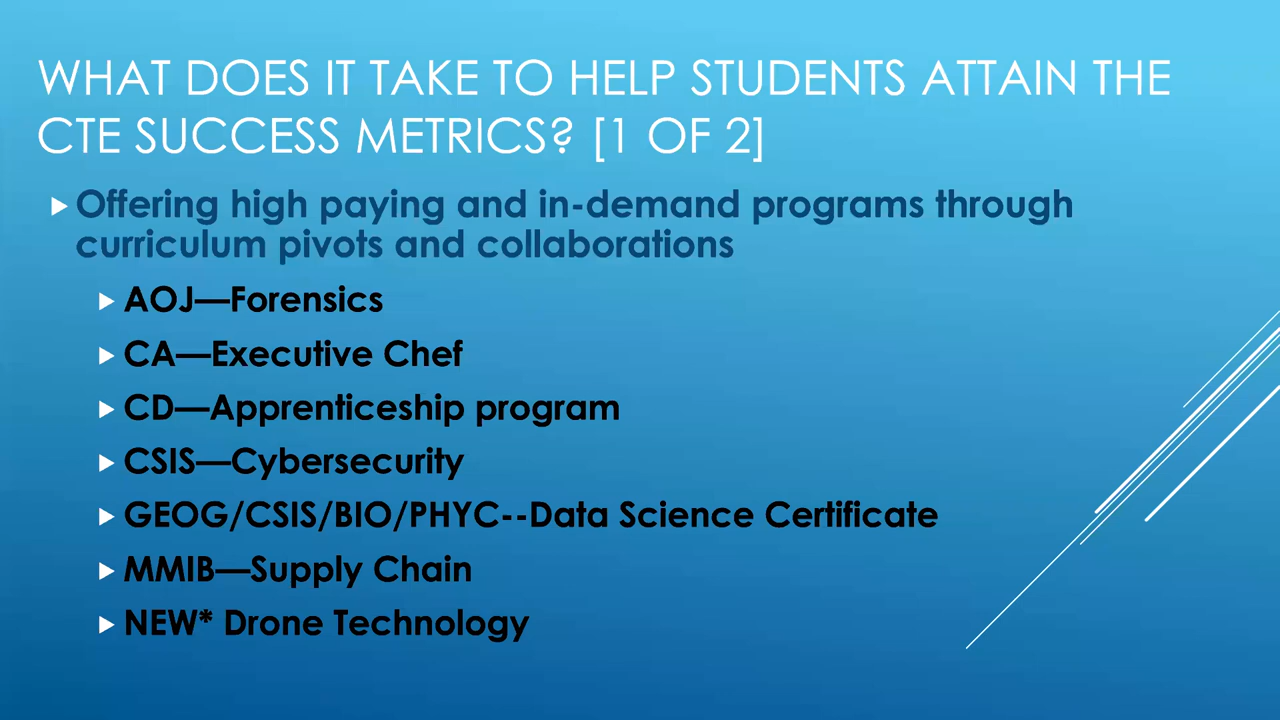 WHAT DOES IT TAKE TO HELP STUDENTS ATTAIN THE
CTE SUCCESS METRICS? [1 OF 2]
Offering high paying and in-demand programs through
curriculum pivots and collaborations
AOJ—Forensics
CA—Executive Chef
CD—Apprenticeship program
CSIS—Cybersecurity
GEOG/CSIS/BIO/PHYC--Data Science Certificate
MMIB—Supply Chain
NEW* Drone Technology